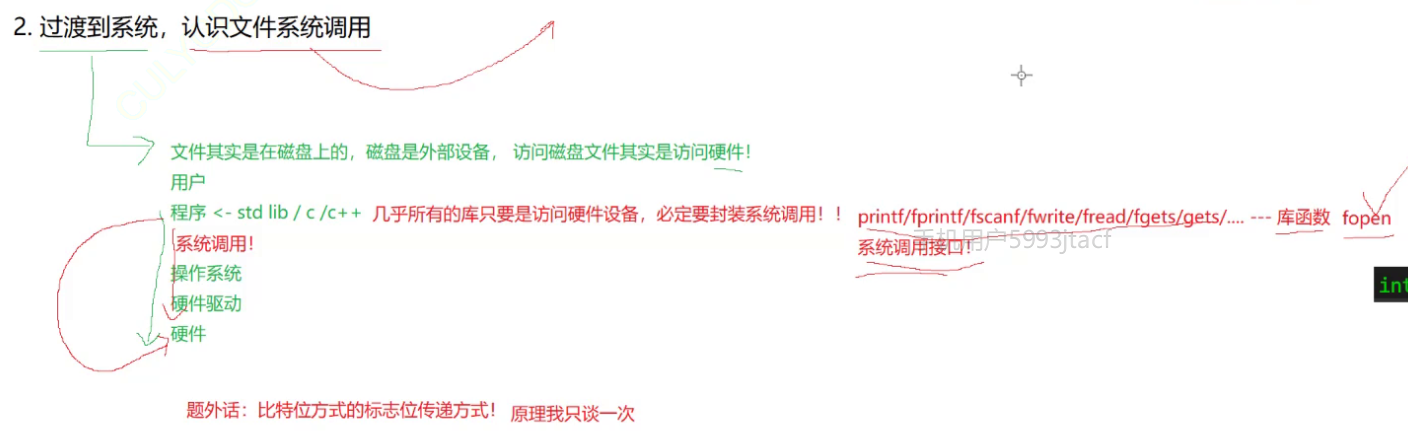 2. 过渡到系统，认识文件系统调用
文件其实是在磁盘上的，磁盘是外部设备， 访问磁盘文件其实是访问硬件！
用户
程序 <- std lib / c /c++ 几乎所有的库只要是访问硬件设备，必定要封装系统调用！！ printf/fprintf/fscanf/fwrite/fread/fgets/gets/.... --- 库函数 fopen
系统调用！ 系统调用接口！
手机用户5993jtacf
操作系统
int
硬件驱动
硬件
题外话：比特位方式的标志位传递方式！ 原理我只谈一次